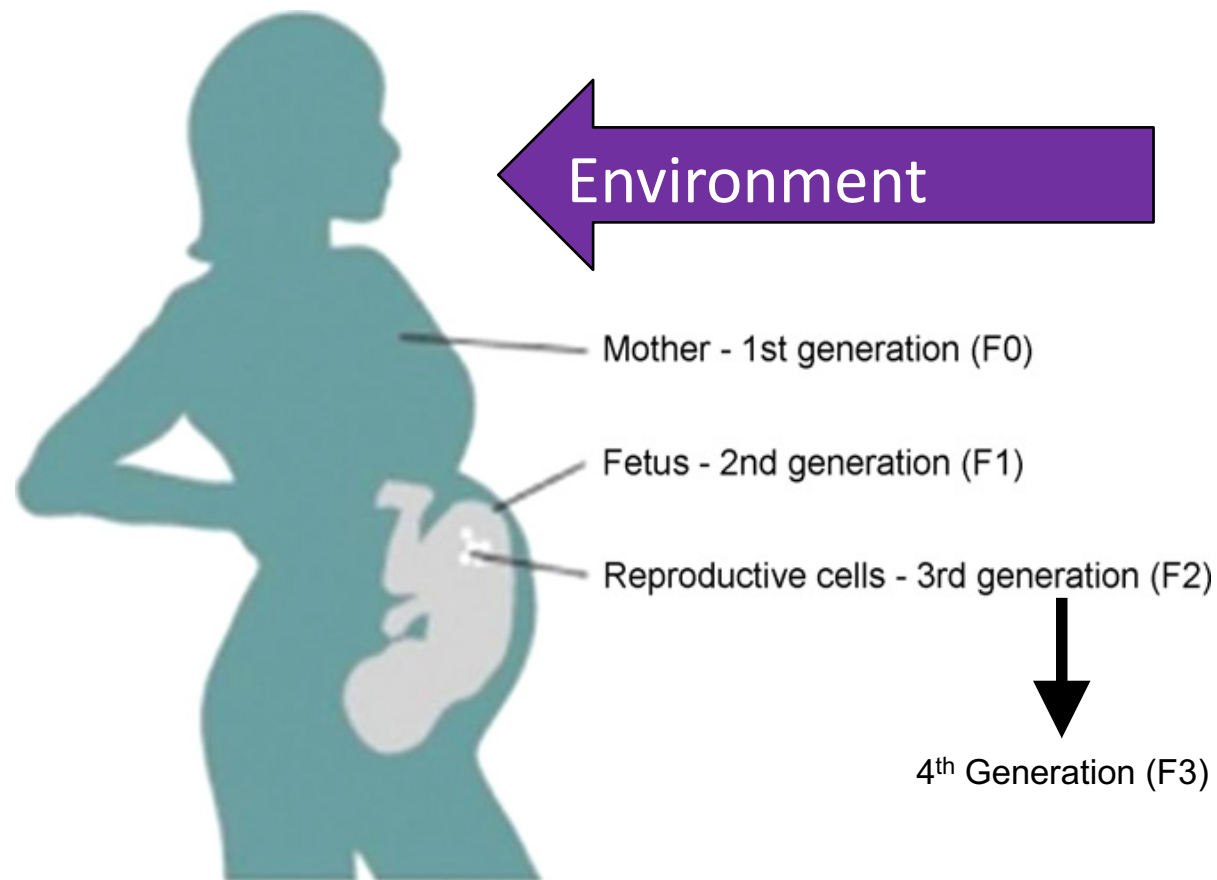 Environment
Mother - 1st generation (F0)
Fetus - 2nd generation (F1)
Reproductive cells - 3rd generation (F2)
4th Generation (F3)